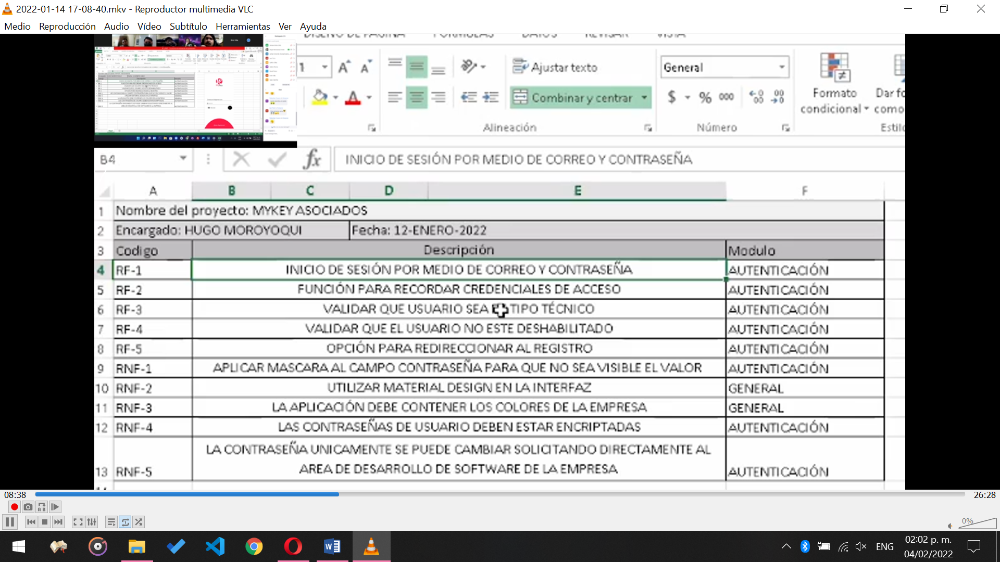 2022-01-14 17-08-40.mkv - Reproductor multimedia VLC
Medio Reproducción Audio Vídeo Subtítulo Herramientas Ver Ayuda
DISEÑO DE PÁGINA FÓRMULAS DATOS REVISAR VISTA
Ajustar texto
General
Combinar y centrar
$ % 000
Formato
condicional
Dar fo
como
Alineación
Número
Estilo
B4
fx
INICIO DE SESIÓN POR MEDIO DE CORREO Y CONTRASEÑA
A B C D E F
1 Nombre del proyecto: MYKEY ASOCIADOS
2 Encargado: HUGO MOROYOQUI Fecha: 12-ENERO-2022
3 Codigo Descripción Modulo
4 RF-1 INICIO DE SESIÓN POR MEDIO DE CORREO Y CONTRASEÑA AUTENTICACIÓN
5 RF-2 FUNCIÓN PARA RECORDAR CREDENCIALES DE ACCESO AUTENTICACIÓN
6 RF-3 VALIDAR QUE USUARIO SEA TIPO TÉCNICO AUTENTICACIÓN
7 RF-4 VALIDAR QUE EL USUARIO NO ESTE DESHABILITADO AUTENTICACIÓN
8 RF-5 OPCIÓN PARA REDIRECCIONAR AL REGISTRO AUTENTICACIÓN
9 RNF-1 APLICAR MASCARA AL CAMPO CONTRASEÑA PARA QUE NO SEA VISIBLE EL VALOR AUTENTICACIÓN
10 RNF-2 UTILIZAR MATERIAL DESIGN EN LA INTERFAZ GENERAL
11 RNF-3 LA APLICACIÓN DEBE CONTENER LOS COLORES DE LA EMPRESA GENERAL
12 RNF-4 LAS CONTRASEÑAS DE USUARIO DEBEN ESTAR ENCRIPTADAS AUTENTICACIÓN
LA CONTRASEÑA UNICAMENTE SE PUEDE CAMBIAR SOLICITANDO DIRECTAMENTE AL
13 RNF-5 AREA DE DESARROLLO DE SOFTWARE DE LA EMPRESA AUTENTICACIÓN
08:38 26:28
0%
ENG
02:02 p. m.
04/02/2022